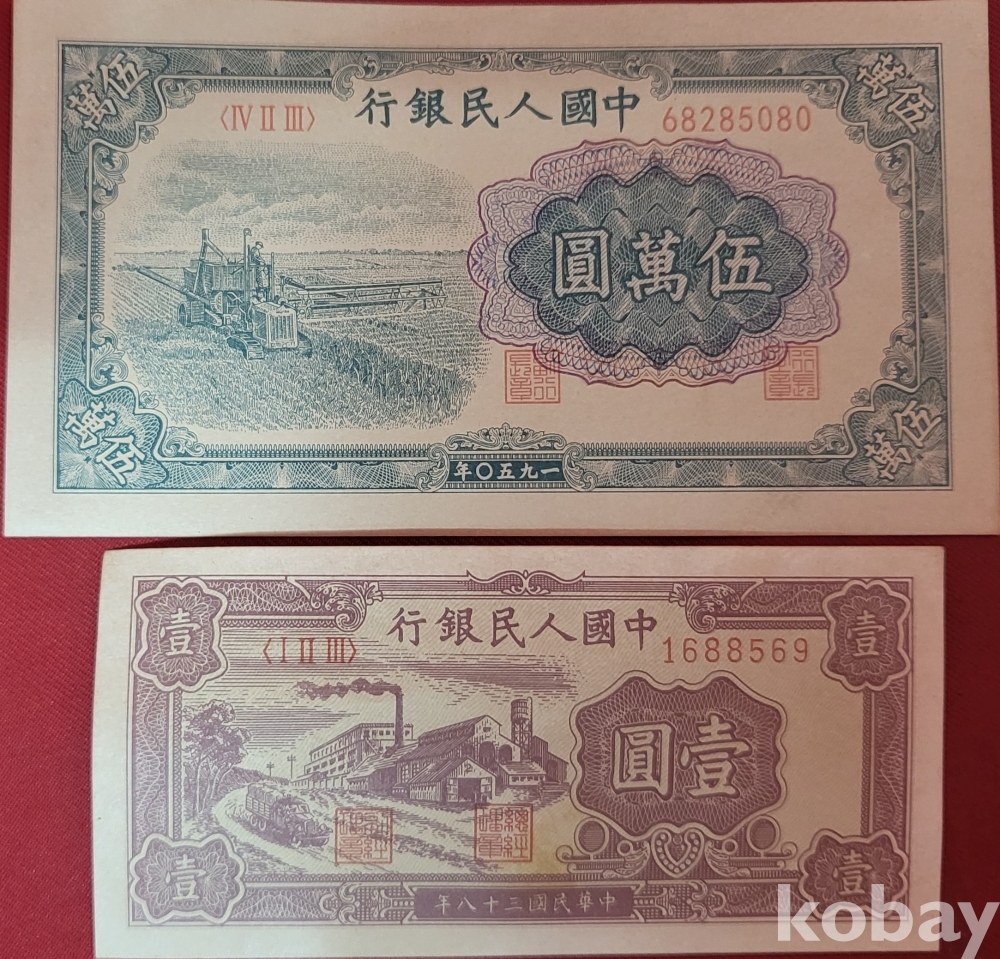 伍萬
伍萬
中國人民銀行
〈IV II III〉
68285080
伍萬圓
伍萬
伍萬
一九五〇年
壹
壹
中國人民銀行
〈I II III〉
1688569
壹圓
壹
壹
中華民國三十八年
kobay